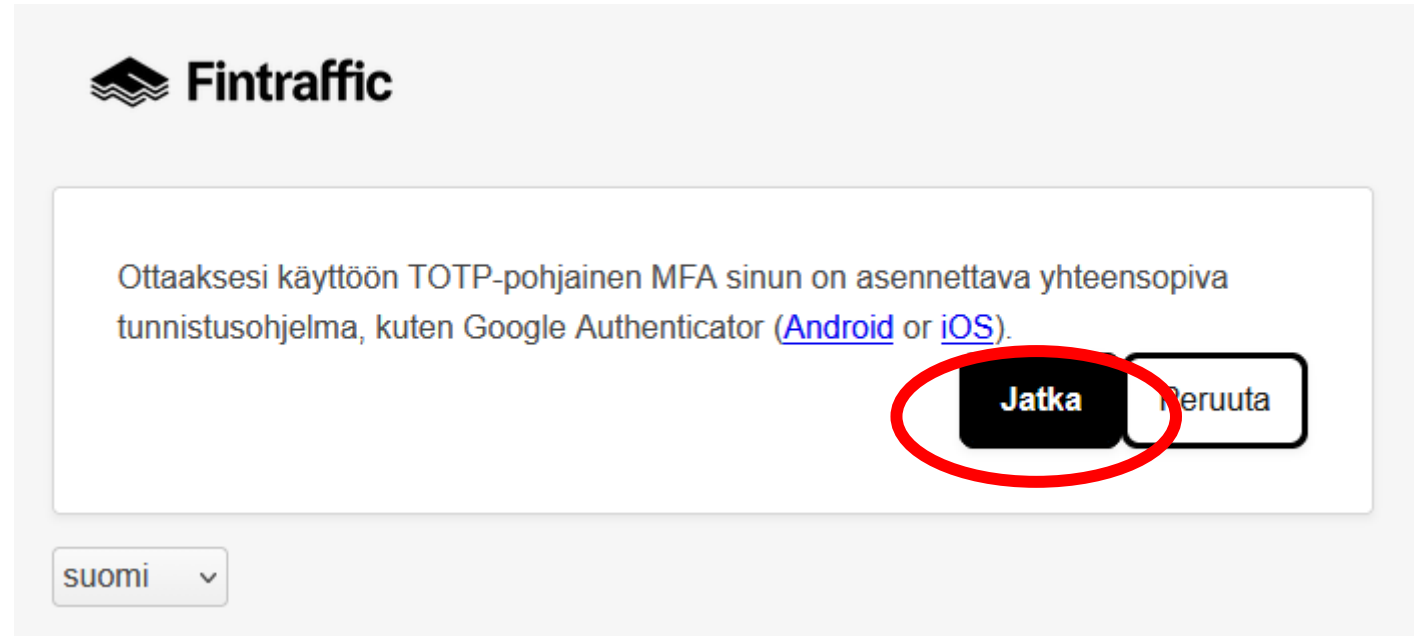 Fintraffic
Ottaaksesi käyttöön TOTP-pohjainen MFA sinun on asennettava yhteensopiva
tunnistusohjelma, kuten Google Authenticator (Android or iOS).
Jatka Peruuta
suomi